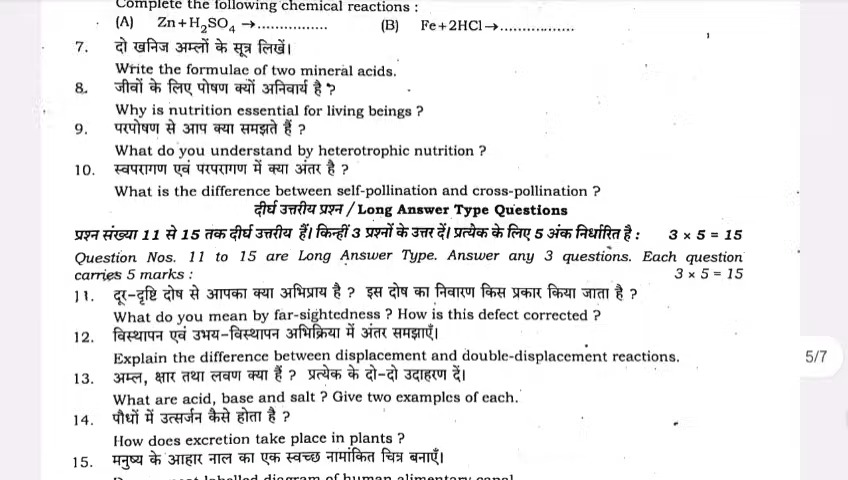 Complete the following chemical reactions :
(A) Zn+H₂SO₄ →................ (B) Fe+2HCl→.................
7. दो खनिज अम्लों के सूत्र लिखें।
Write the formulae of two mineral acids.
8. जीवों के लिए पोषण क्यों अनिवार्य है ?
Why is nutrition essential for living beings ?
9. परपोषण से आप क्या समझते हैं ?
What do you understand by heterotrophic nutrition ?
10. स्वपरागण एवं परपरागण में क्या अंतर है ?
What is the difference between self-pollination and cross-pollination ?
दीर्घ उत्तरीय प्रश्न / Long Answer Type Questions
प्रश्न संख्या 11 से 15 तक दीर्घ उत्तरीय हैं। किन्हीं 3 प्रश्नों के उत्तर दें। प्रत्येक के लिए 5 अंक निर्धारित है : 3 × 5 = 15
Question Nos. 11 to 15 are Long Answer Type. Answer any 3 questions. Each question
carries 5 marks : 3 × 5 = 15
11. दूर-दृष्टि दोष से आपका क्या अभिप्राय है ? इस दोष का निवारण किस प्रकार किया जाता है ?
What do you mean by far-sightedness ? How is this defect corrected ?
12. विस्थापन एवं उभय-विस्थापन अभिक्रिया में अंतर समझाएँ।
Explain the difference between displacement and double-displacement reactions.
5/7
13. अम्ल, क्षार तथा लवण क्या हैं ? प्रत्येक के दो-दो उदाहरण दें।
What are acid, base and salt ? Give two examples of each.
14. पौधों में उत्सर्जन कैसे होता है ?
How does excretion take place in plants ?
15. मनुष्य के आहार नाल का एक स्वच्छ नामांकित चित्र बनाएँ।
labelled diagram of human alimentary canal